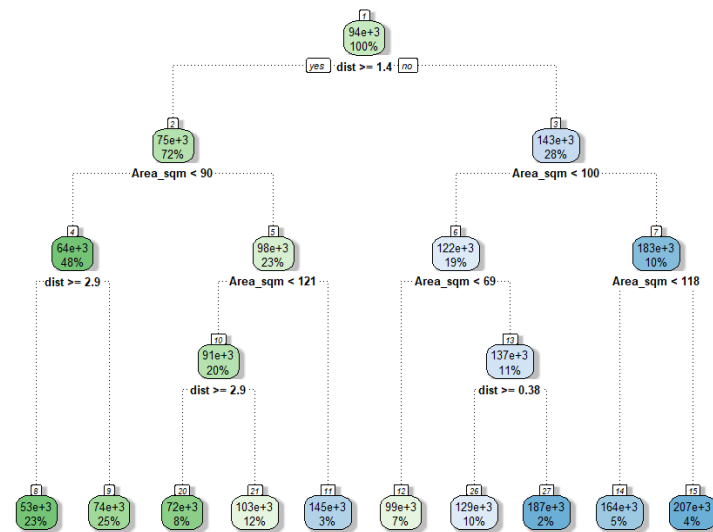 1
94e+3
100%
yes dist >= 1.4 no
2 3
75e+3 143e+3
72% 28%
Area_sqm < 90 Area_sqm < 100
4 5 6 7
64e+3 98e+3 122e+3 183e+3
48% 23% 19% 10%
dist >= 2.9 Area_sqm < 121 Area_sqm < 69 Area_sqm < 118
10 13
91e+3 137e+3
20% 11%
dist >= 2.9 dist >= 0.38
8 9 20 21 11 12 26 27 14 15
53e+3 74e+3 72e+3 103e+3 145e+3 99e+3 129e+3 187e+3 164e+3 207e+3
23% 25% 8% 12% 3% 7% 10% 2% 5% 4%